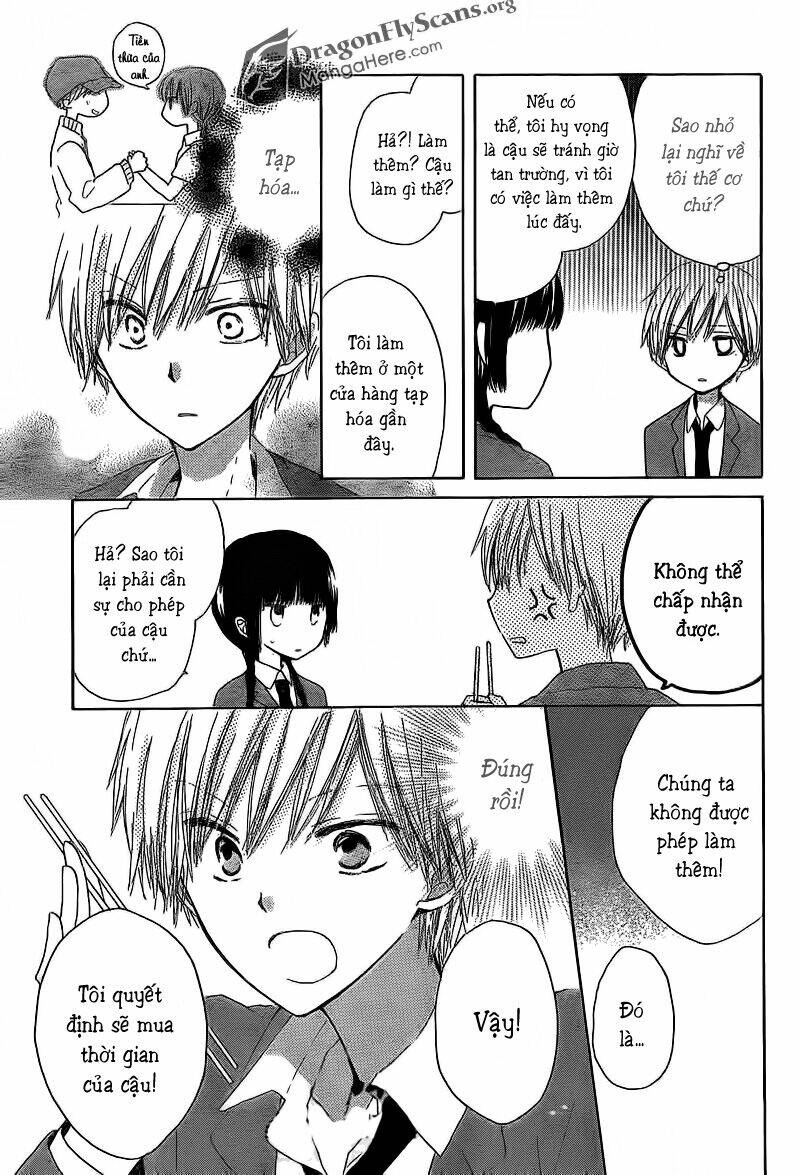 DragonFlyScans.org
MangaHere.com
Sao nhỏ
lại nghĩ về
tôi thế cơ
chứ?
Nếu có
thể, tôi hy vọng
là cậu sẽ tránh giờ
tan trường, vì tôi
có việc làm thêm
lúc đấy.
Hả?! Làm
thêm? Cậu
làm gì thế?
Tôi làm
thêm ở một
cửa hàng tạp
hóa gần
đây.
Tạp
hóa...
Tiền
thừa của
anh.
Không thể
chấp nhận
được.
Hả? Sao tôi
lại phải cần
sự cho phép
của cậu
chứ...
Chúng ta
không được
phép làm
thêm!
Đó
là...
Đúng
rồi!
Vậy!
Tôi quyết
định sẽ mua
thời gian
của cậu!